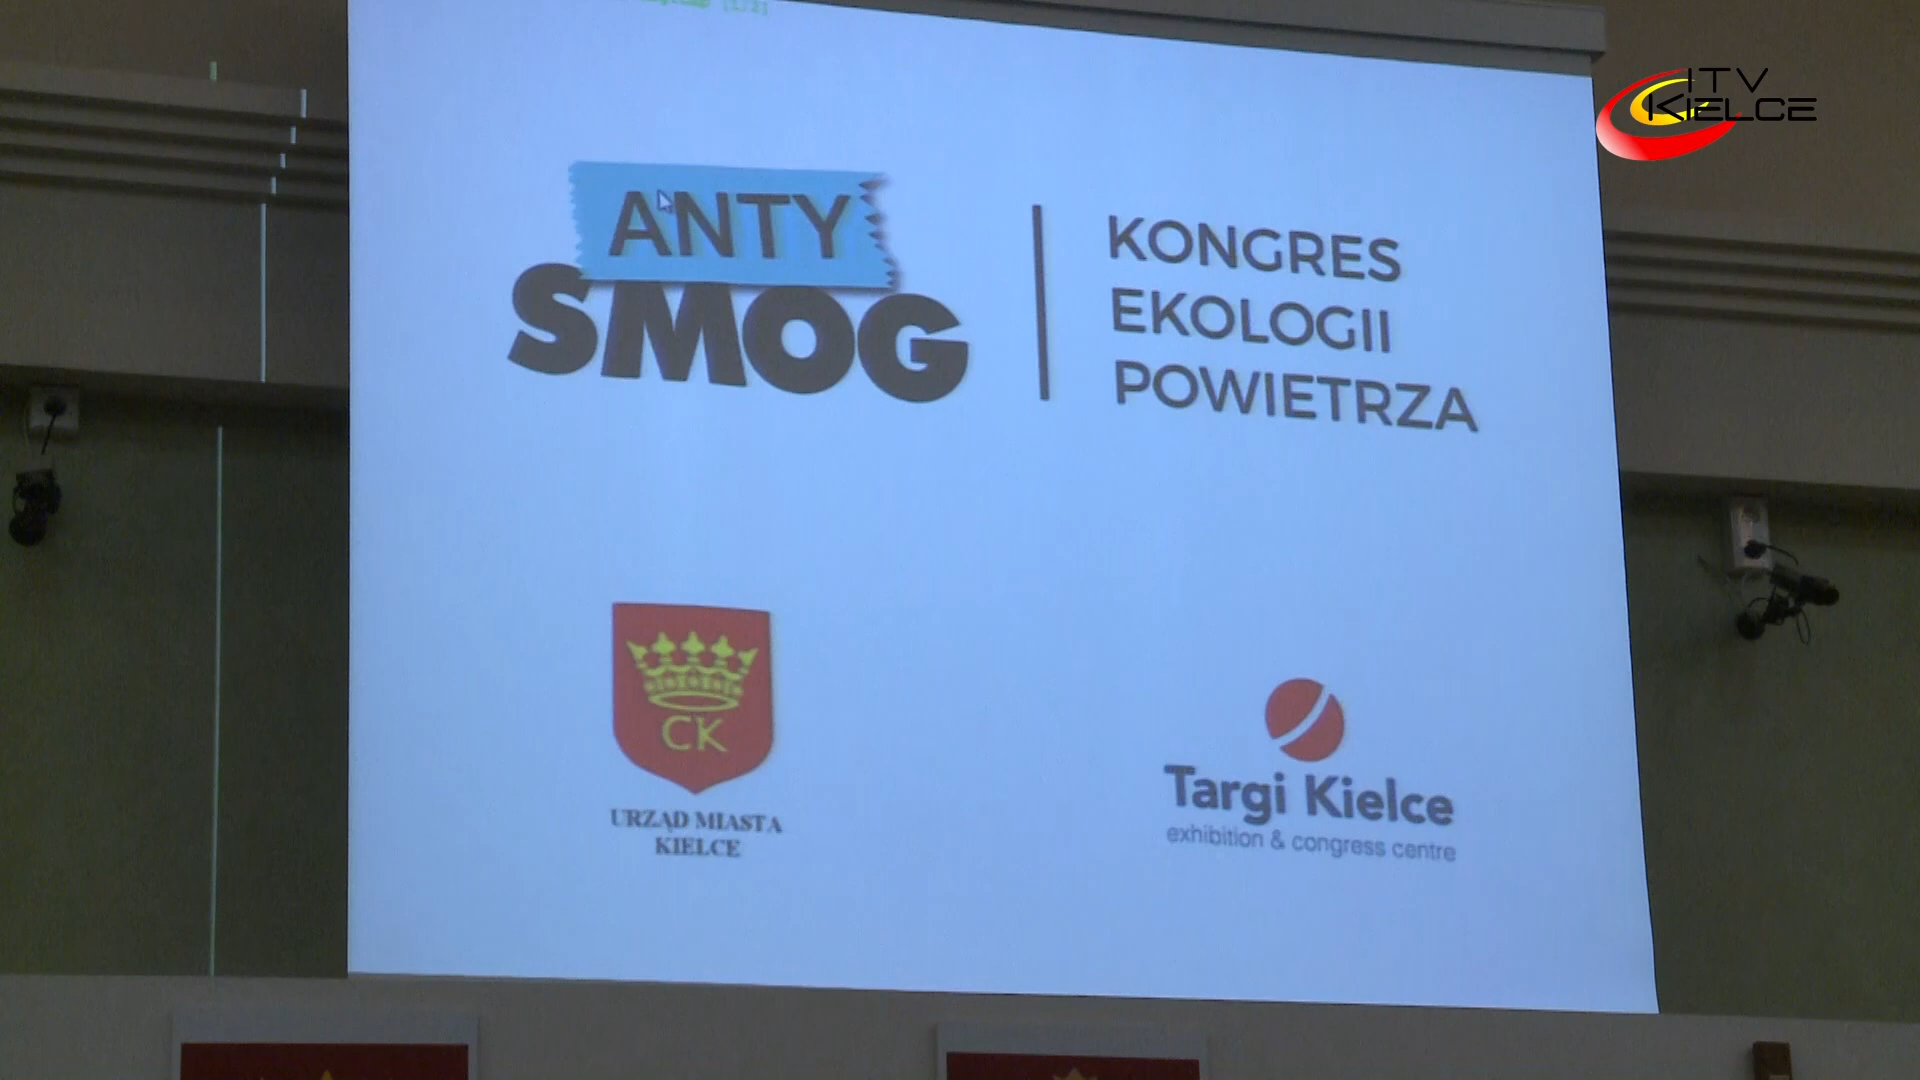 ITV
KIELCE
ANTY
SMOG
KONGRES
EKOLOGII
POWIETRZA
CK
URZĄD MIASTA
KIELCE
Targi Kielce
exhibition & congress centre